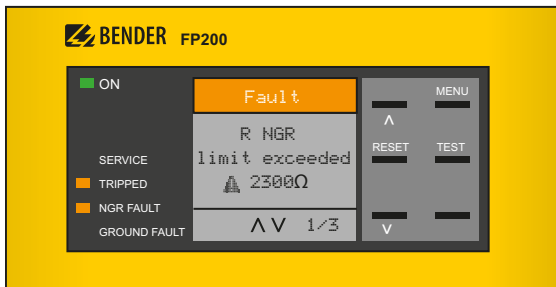 BENDER FP200
ON
Fault
MENU
R NGR
limit exceeded
2300Ω
RESET
TEST
SERVICE
TRIPPED
NGR FAULT
GROUND FAULT
1/3